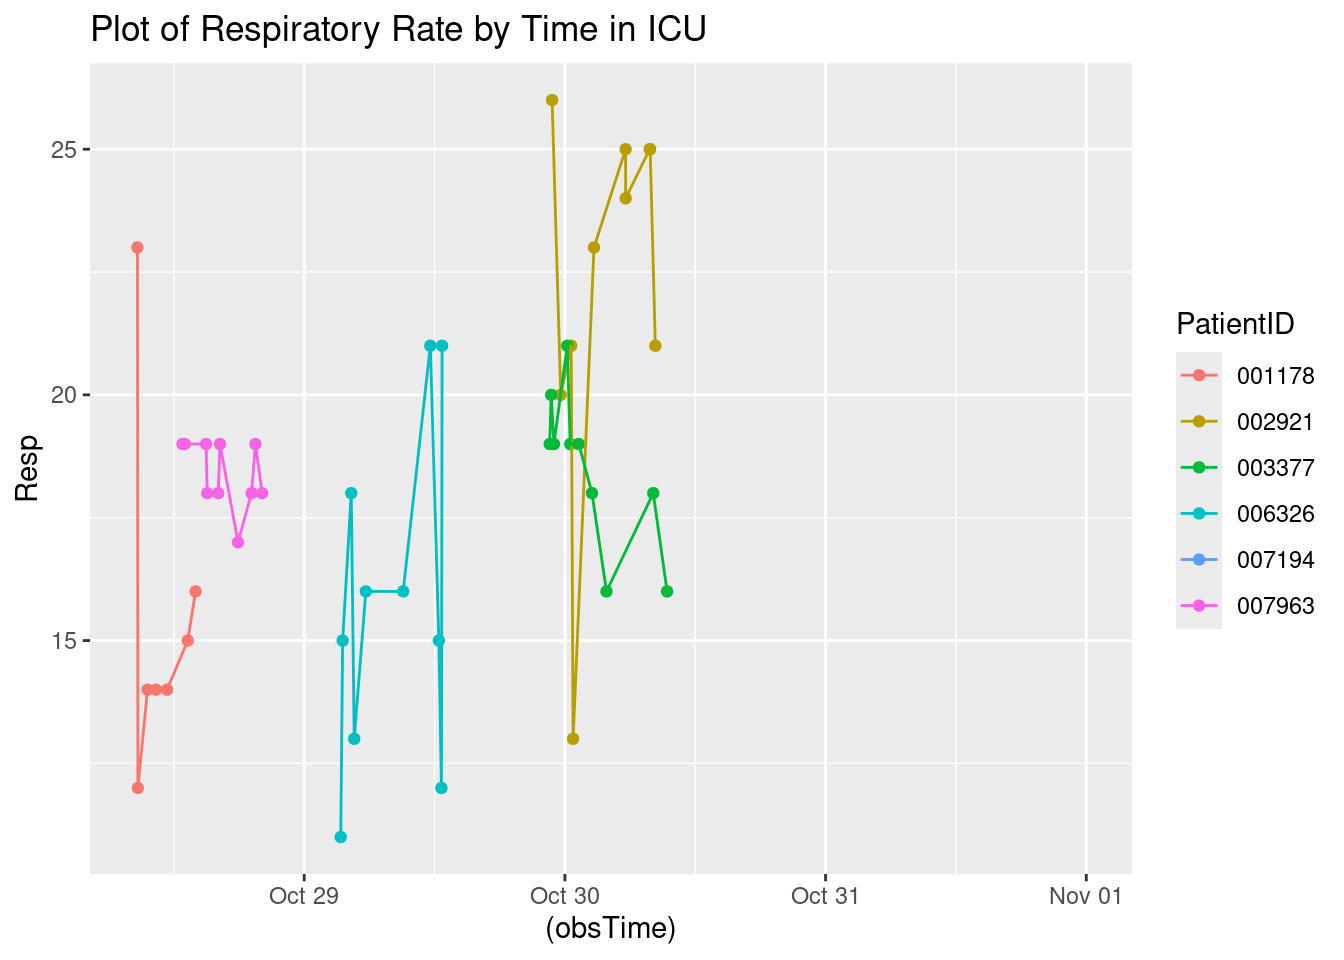 Plot of Respiratory Rate by Time in ICU
25
20
15
Resp
Oct 29
Oct 30
Oct 31
Nov 01
(obsTime)
PatientID
001178
002921
003377
006326
007194
007963